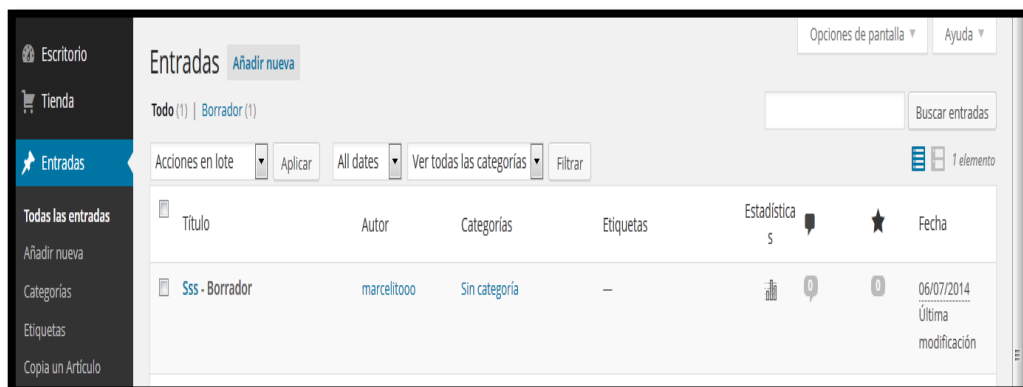 Escritorio
Tienda
Entradas
Todas las entradas
Añadir nueva
Categorías
Etiquetas
Copia un Artículo
Opciones de pantalla Ayuda
Entradas Añadir nueva
Todo (1) | Borrador (1)
Buscar entradas
Acciones en lote Aplicar All dates Ver todas las categorías Filtrar 1 elemento
Título Autor Categorías Etiquetas Estadística
s Fecha
Sss - Borrador marcelitooo Sin categoría — 0 0 06/07/2014
Última
modificación